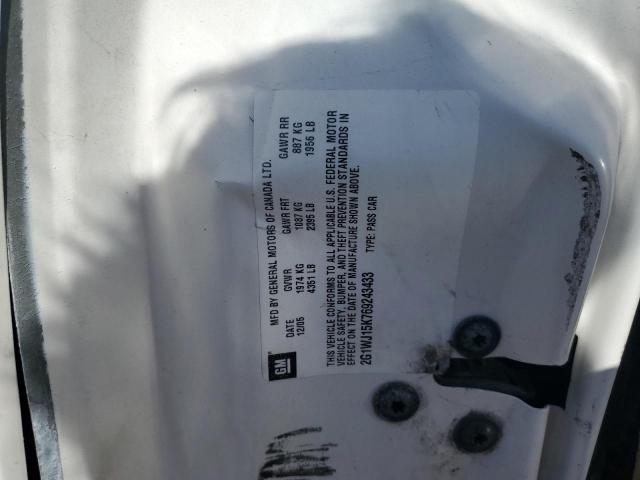 GM
MFD BY GENERAL MOTORS OF CANADA LTD.
DATE GVWR GAWR FRT GAWR RR
12/05 1974 KG 1087 KG 887 KG
4351 LB 2395 LB 1956 LB
THIS VEHICLE CONFORMS TO ALL APPLICABLE U.S. FEDERAL MOTOR
VEHICLE SAFETY, BUMPER, AND THEFT PREVENTION STANDARDS IN
EFFECT ON THE DATE OF MANUFACTURE SHOWN ABOVE.
2G1WJ15K769243433 TYPE: PASS CAR